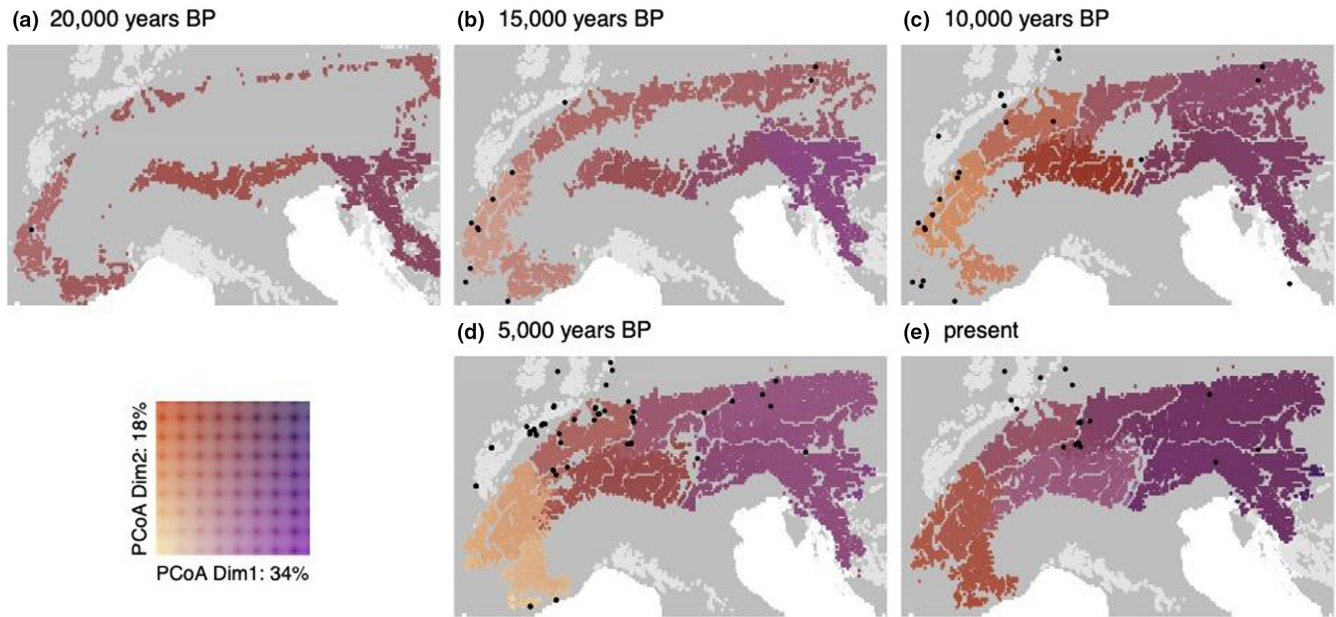 (a) 20,000 years BP
(b) 15,000 years BP
(c) 10,000 years BP
(d) 5,000 years BP
(e) present
PCoA Dim2: 18%
PCoA Dim1: 34%